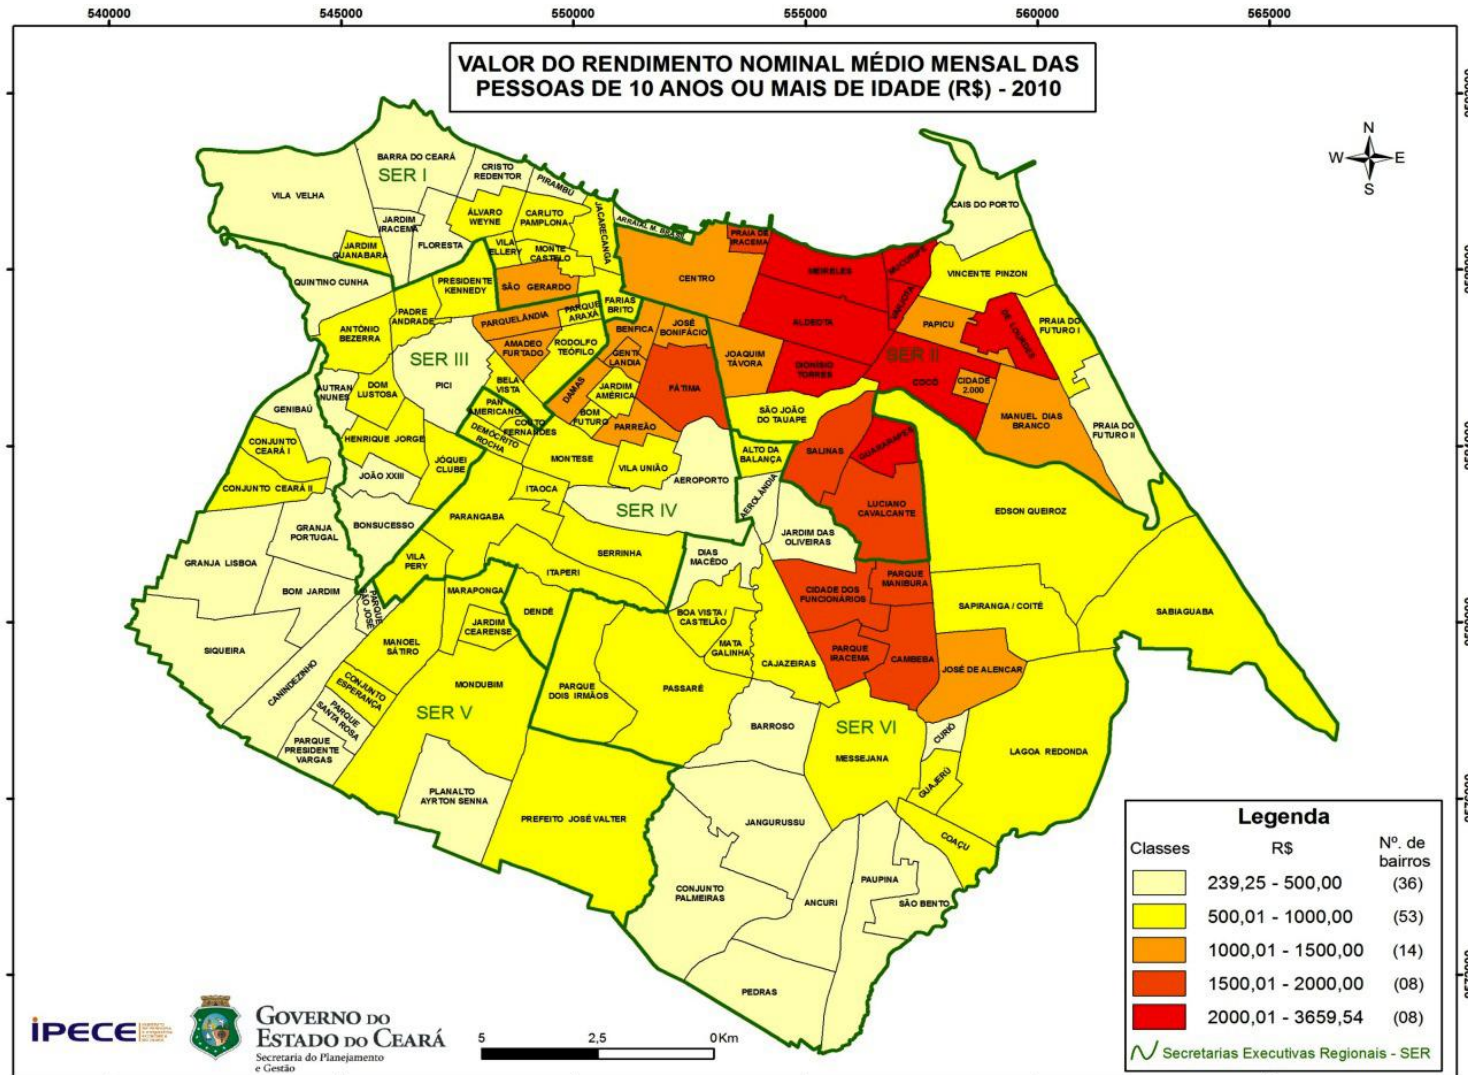 540000
545000
550000
555000
560000
565000
VALOR DO RENDIMENTO NOMINAL MÉDIO MENSAL DAS
PESSOAS DE 10 ANOS OU MAIS DE IDADE (R$) - 2010
N
W
E
S
BARRA DO CEARÁ
SER I
CRISTO
REDENTOR
PIRAMBÚ
VILA VELHA
CAIS DO PORTO
JARDIM
IRACEMA
ÁLVARO
WEYNE
CARLITO
PAMPLONA
JACARECANGA
ARRAIAL M. BRASIL
PRAIA DE
IRACEMA
JARDIM
GUANABARA
FLORESTA
VILA
ELLERY
MONTE
CASTELO
CENTRO
MEIRELES
MUCURIPE
VINCENTE PINZON
QUINTINO CUNHA
PRESIDENTE
KENNEDY
SÃO GERARDO
VARJOTA
PADRE
ANDRADE
PARQUELÂNDIA
PARQUE
ARAXÁ
FARIAS
BRITO
ALDEOTA
PAPICU
DE LOURDES
PRAIA DO
FUTURO I
ANTÔNIO
BEZERRA
AMADEO
FURTADO
RODOLFO
TEÓFILO
BENFICA
JOSÉ
BONIFÁCIO
SER III
PICI
GENTI
LANDIA
JOAQUIM
TÁVORA
DIONISIO
TORRES
SER II
COCÓ
CIDADE
2.000
AUTRAN
NUNES
DOM
LUSTOSA
BELA
VISTA
DAMAS
JARDIM
AMÉRICA
FÁTIMA
GENIBAÚ
PAN
AMERICANO
COUTO
FERNANDES
BOM
FUTURO
PARREÃO
SÃO JOÃO
DO TAUAPE
MANUEL DIAS
BRANCO
PRAIA DO
FUTURO II
CONJUNTO
CEARÁ I
HENRIQUE JORGE
DEMÓCRITO
ROCHA
MONTESE
VILA UNIÃO
ALTO DA
BALANÇA
SALINAS
GUARARAPES
JÓQUEI
CLUBE
JOÃO XXIII
CONJUNTO CEARÁ II
ITAOCA
AEROPORTO
AEROLÂNDIA
LUCIANO
CAVALCANTE
EDSON QUEIROZ
GRANJA
PORTUGAL
BONSUCESSO
PARANGABA
SER IV
JARDIM DAS
OLIVEIRAS
GRANJA LISBOA
VILA
PERY
SERRINHA
DIAS
MACÊDO
ITAPERI
BOM JARDIM
PARQUE
SÃO JOSÉ
MARAPONGA
DENDÊ
BOA VISTA /
CASTELÃO
CIDADE DOS
FUNCIONÁRIOS
PARQUE
MANIBURA
SAPIRANGA / COITÉ
SABIAGUABA
JARDIM
CEARENSE
SIQUEIRA
MANOEL
SÁTIRO
MATA
GALINHA
CAJAZEIRAS
PARQUE
IRACEMA
CAMBEBA
JOSÉ DE ALENCAR
CANINDEZINHO
CONJUNTO
ESPERANÇA
MONDUBIM
PARQUE
DOIS IRMÃOS
PASSARÉ
SER V
PARQUE
SANTA ROSA
BARROSO
SER VI
MESSEJANA
CURIÓ
LAGOA REDONDA
PARQUE
PRESIDENTE
VARGAS
GUAJERÚ
PLANALTO
AYRTON SENNA
PREFEITO JOSÉ VALTER
JANGURUSSU
COAÇU
CONJUNTO
PALMEIRAS
ANCURI
PAUPINA
SÃO BENTO
PEDRAS
Legenda
Classes
R$
Nº. de
bairros
239,25 - 500,00 (36)
500,01 - 1000,00 (53)
1000,01 - 1500,00 (14)
1500,01 - 2000,00 (08)
2000,01 - 3659,54 (08)
Secretarias Executivas Regionais - SER
IPECE
GOVERNO DO
ESTADO DO CEARÁ
Secretaria do Planejamento
e Gestão
5
2,5
0 Km